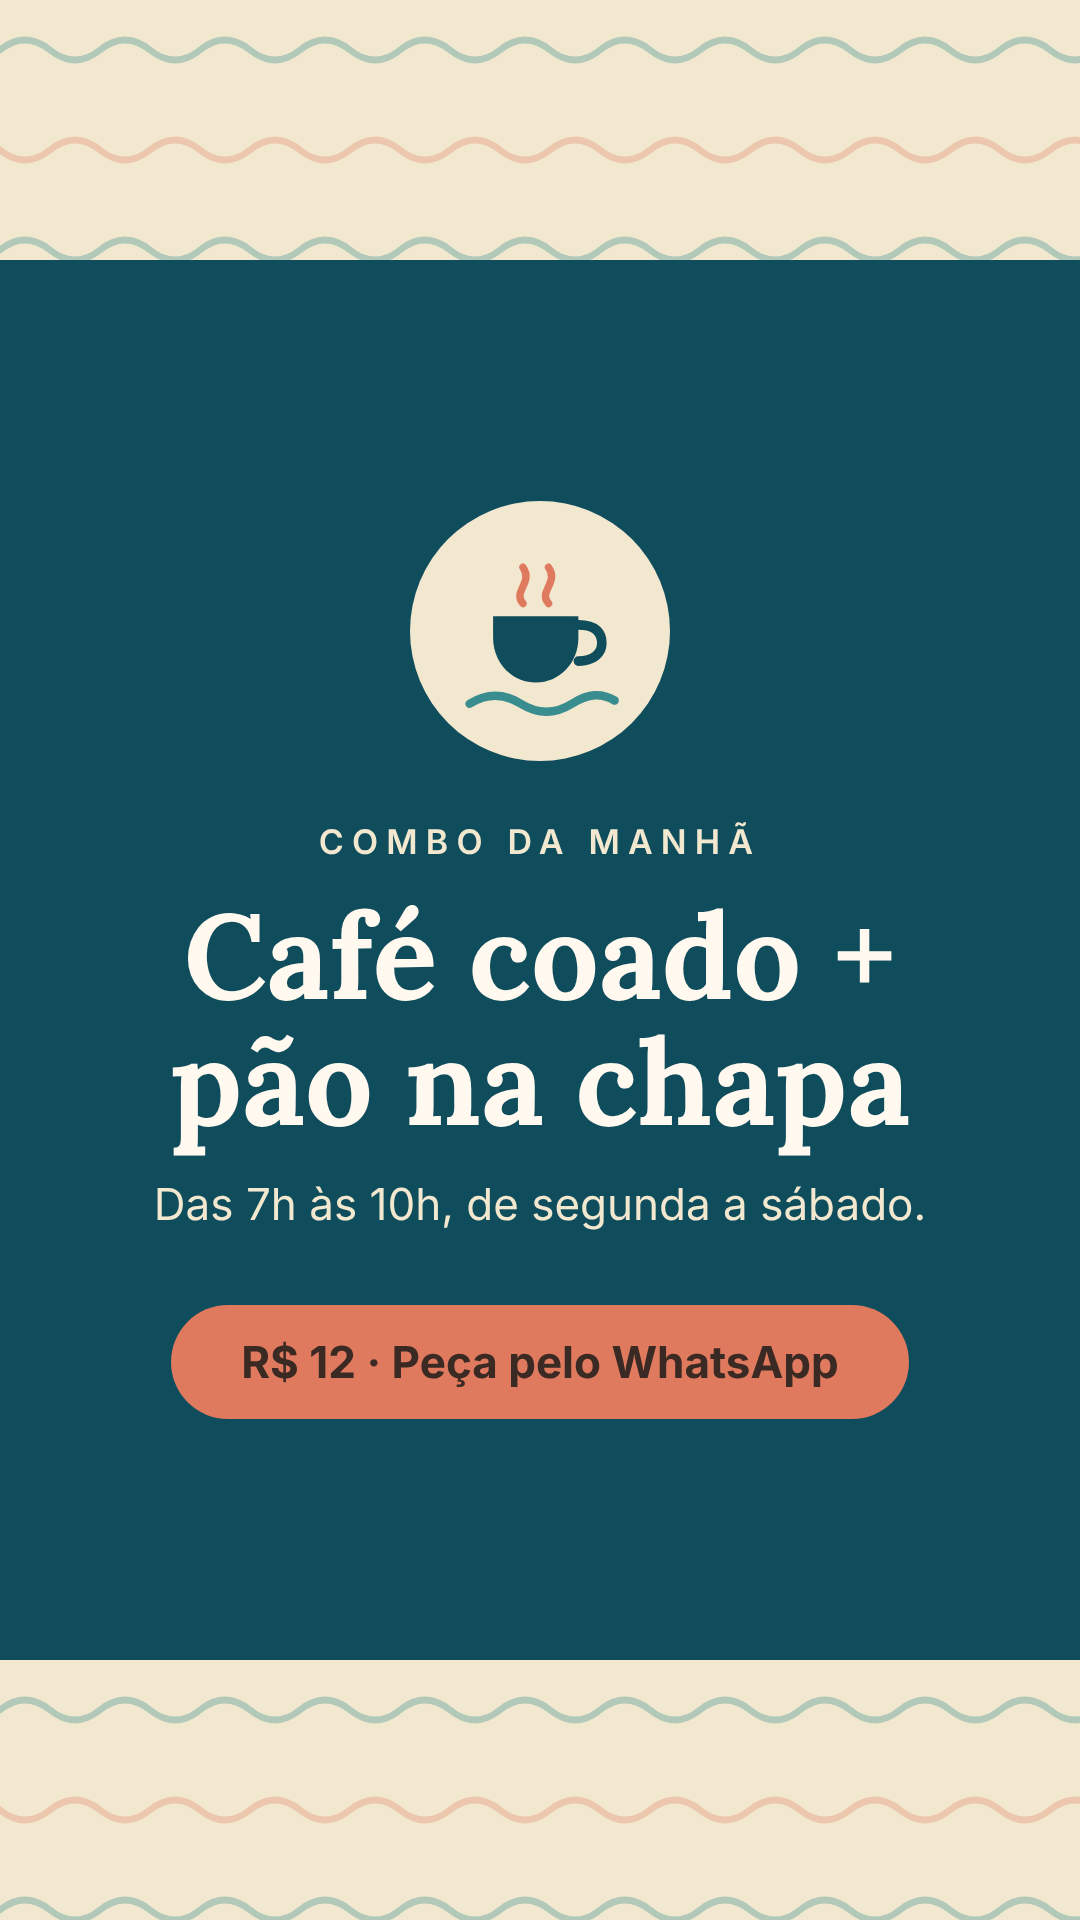 COMBO DA MANHÃ
Café coado +
pão na chapa
Das 7h às 10h, de segunda a sábado.
R$ 12 · Peça pelo WhatsApp